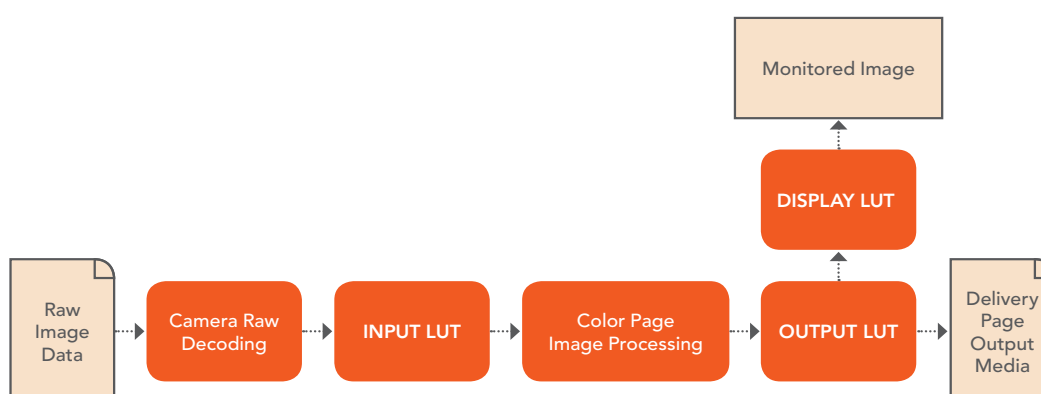 Monitored Image
DISPLAY LUT
Raw
Image
Data
Camera Raw
Decoding
INPUT LUT
Color Page
Image Processing
OUTPUT LUT
Delivery
Page
Output
Media